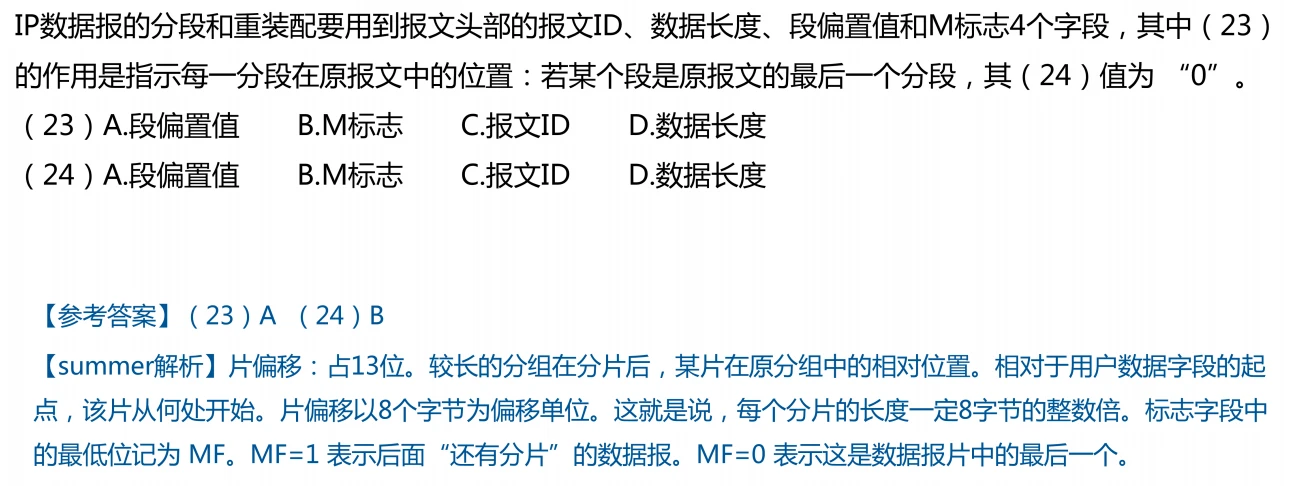 IP数据报的分段和重装配要用到报文头部的报文ID、数据长度、段偏置值和M标志4个字段，其中（23）
的作用是指示每一分段在原报文中的位置：若某个段是原报文的最后一个分段，其（24）值为 “0”。
（23）A.段偏置值 B.M标志 C.报文ID D.数据长度
（24）A.段偏置值 B.M标志 C.报文ID D.数据长度
【参考答案】（23）A （24）B
【summer解析】片偏移：占13位。较长的分组在分片后，某片在原分组中的相对位置。相对于用户数据字段的起
点，该片从何处开始。片偏移以8个字节为偏移单位。这就是说，每个分片的长度一定8字节的整数倍。标志字段中
的最低位记为 MF。MF=1 表示后面“还有分片”的数据报。MF=0 表示这是数据报片中的最后一个。